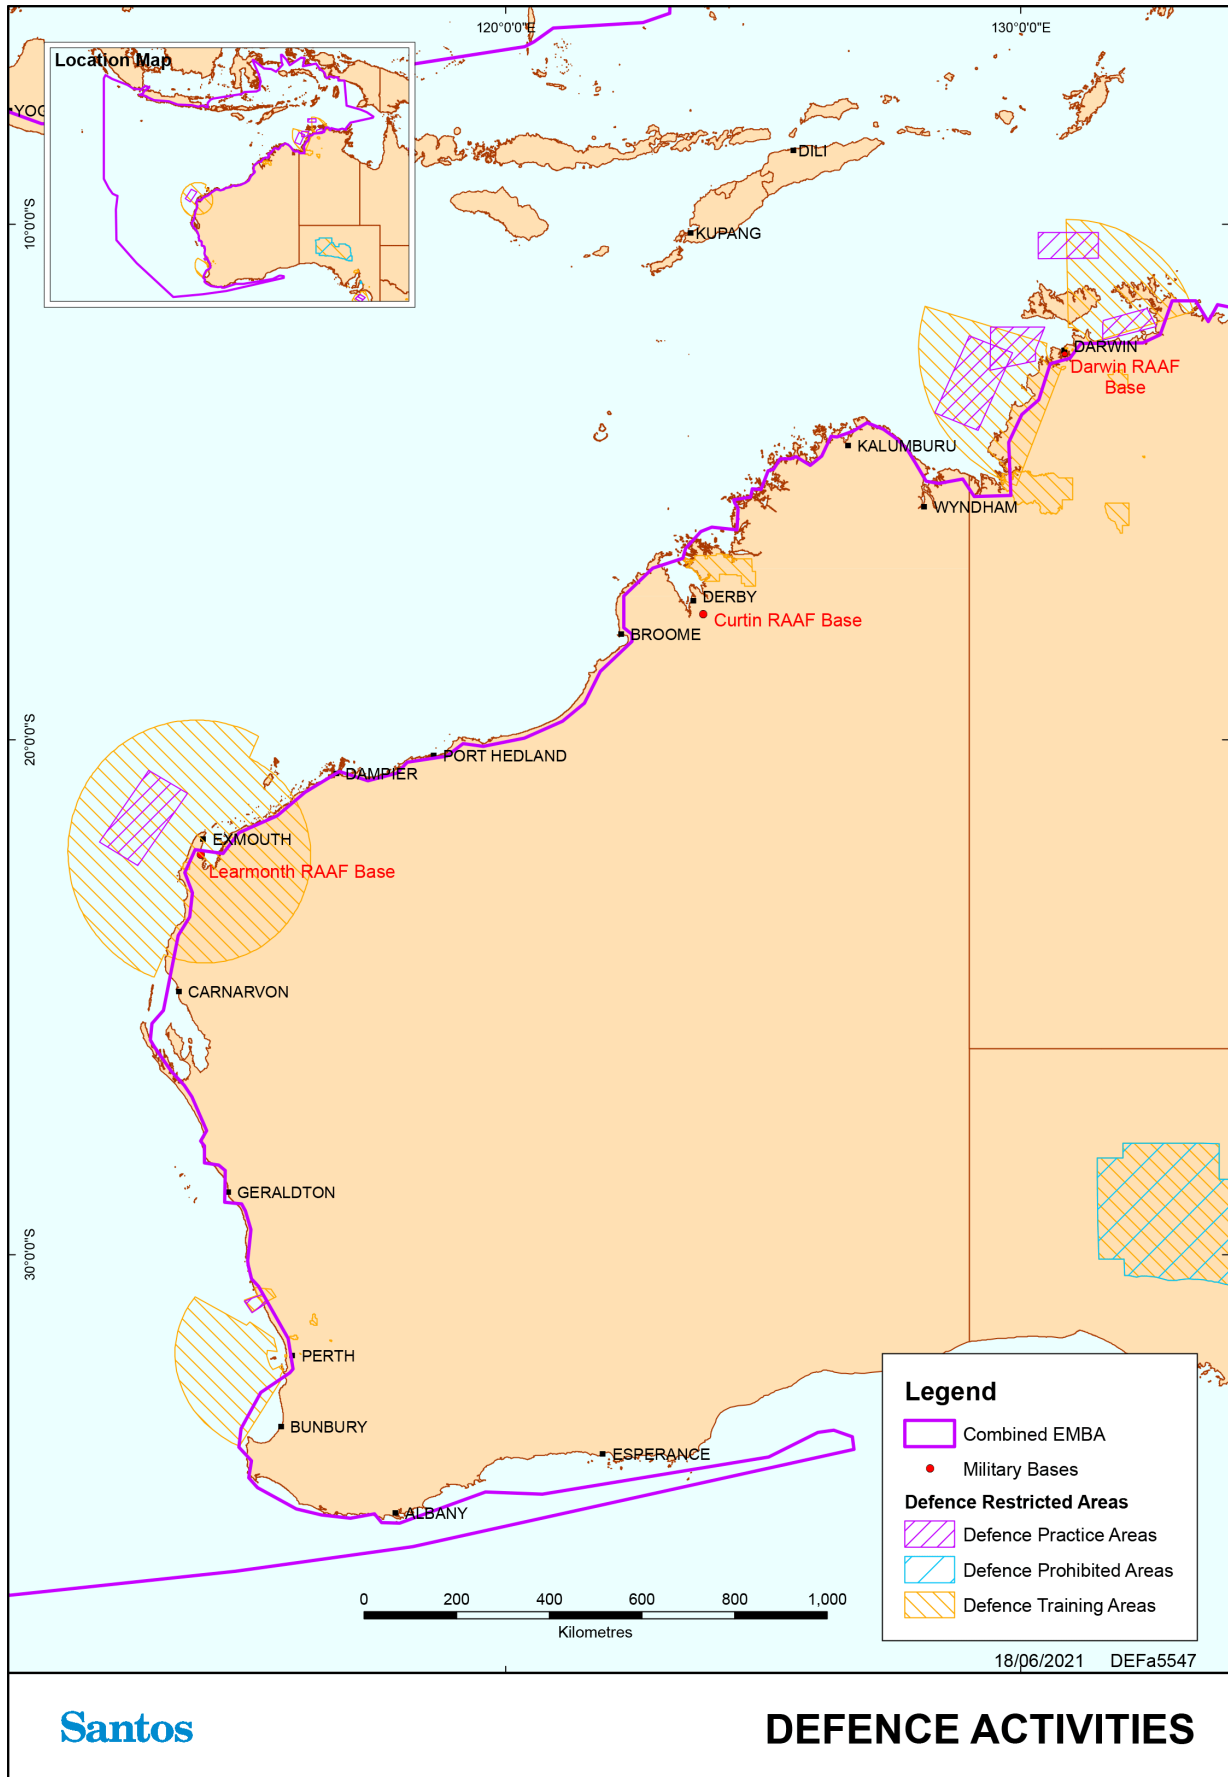 120°0'0"E
130°0'0"E
Location Map
YOG
DILI
10°0'0"S
KUPANG
DARWIN
Darwin RAAF
Base
KALUMBURU
WYNDHAM
DERBY
Curtin RAAF Base
BROOME
20°0'0"S
PORT HEDLAND
DAMPIER
EXMOUTH
Learmonth RAAF Base
CARNARVON
GERALDTON
30°0'0"S
PERTH
BUNBURY
ESPERANCE
ALBANY
Legend
Combined EMBA
Military Bases
Defence Restricted Areas
Defence Practice Areas
Defence Prohibited Areas
Defence Training Areas
0 200 400 600 800 1,000
Kilometres
18/06/2021 DEFa5547
Santos
DEFENCE ACTIVITIES